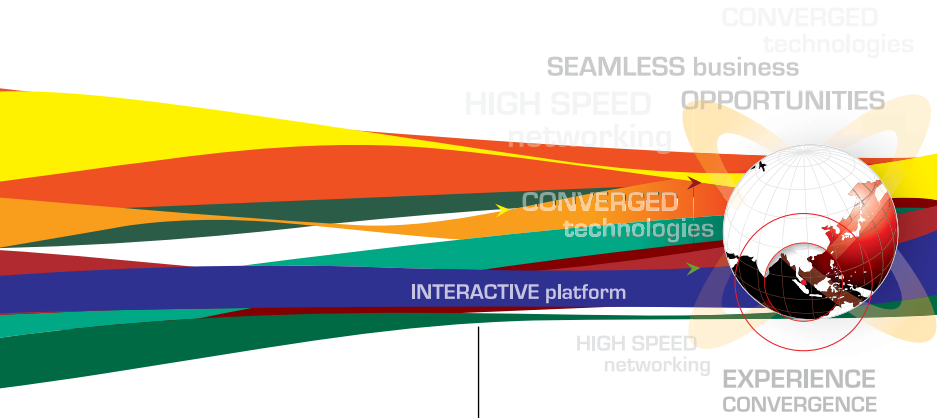 CONVERGED
technologies
SEAMLESS business
OPPORTUNITIES
HIGH SPEED
networking
CONVERGED
technologies
INTERACTIVE platform
HIGH SPEED
networking
EXPERIENCE
CONVERGENCE